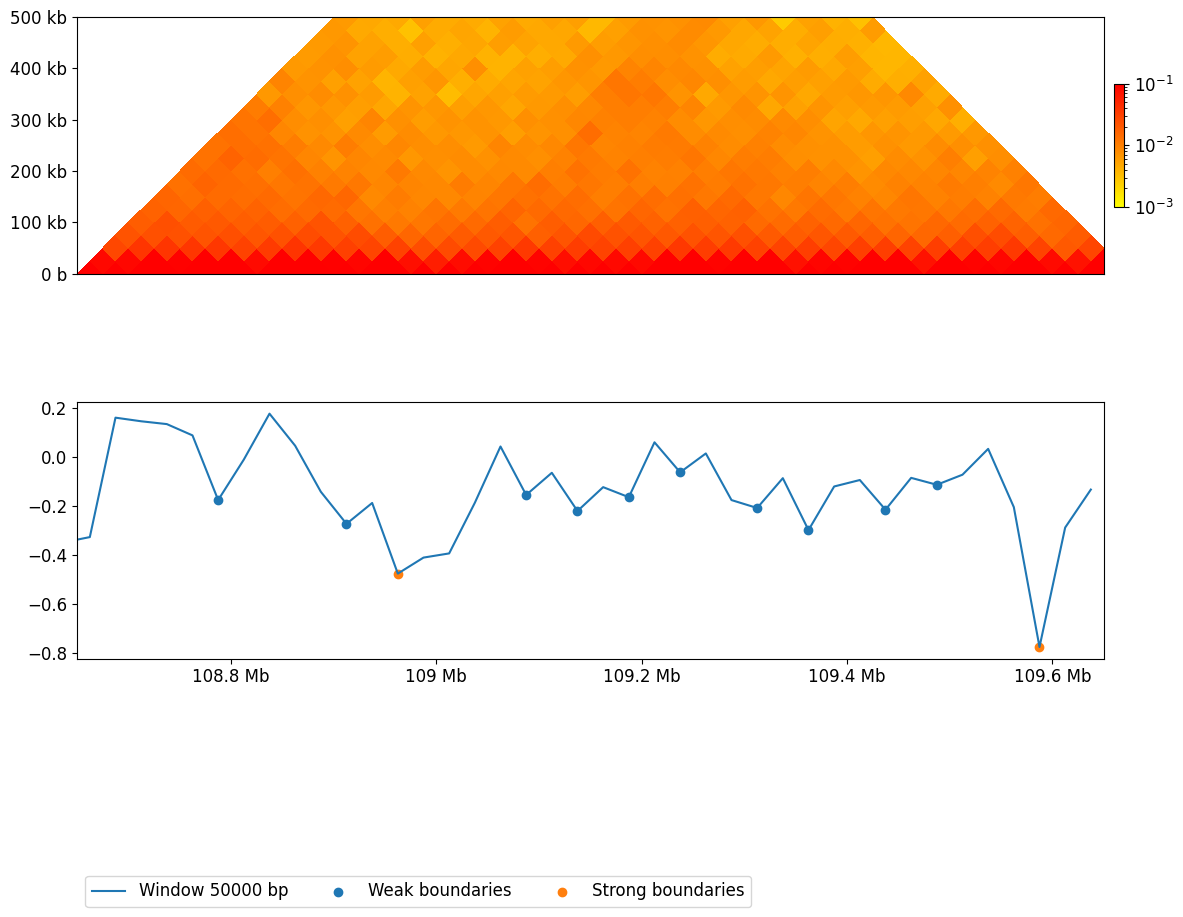 500 kb
400 kb
300 kb
200 kb
100 kb
0 b
10⁻¹
10⁻²
10⁻³
0.2
0.0
−0.2
−0.4
−0.6
−0.8
108.8 Mb 109 Mb 109.2 Mb 109.4 Mb 109.6 Mb
Window 50000 bp Weak boundaries Strong boundaries